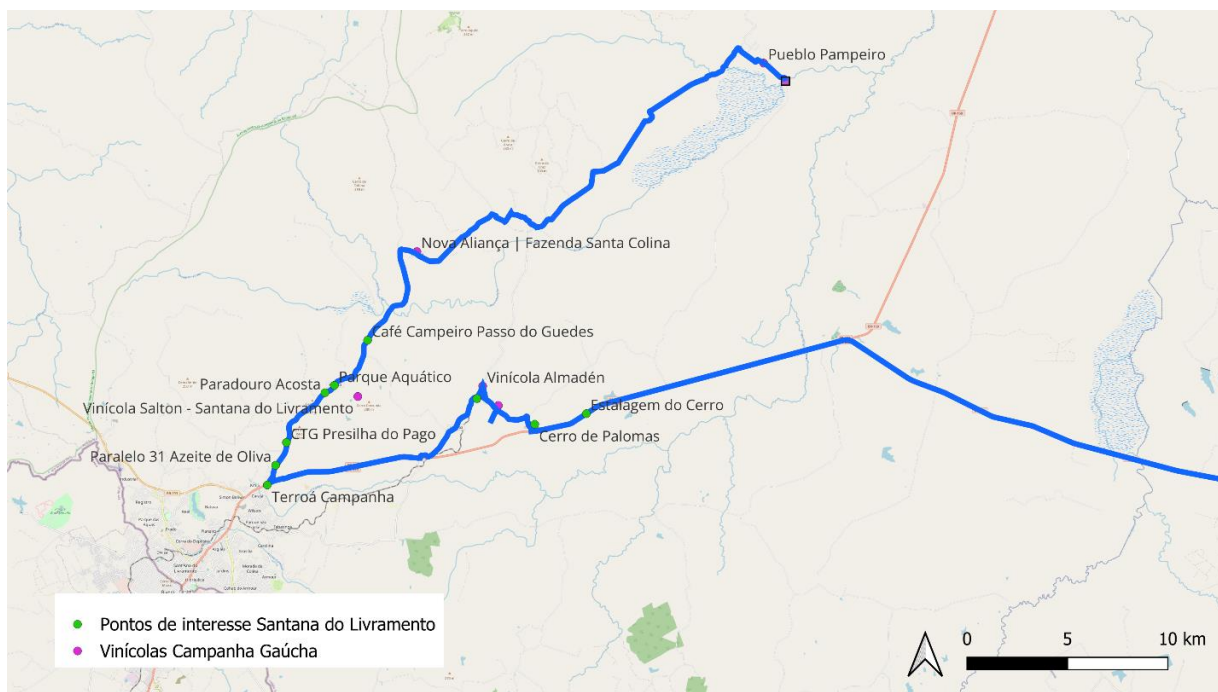 Pueblo Pampeiro
Nova Aliança | Fazenda Santa Colina
Café Campeiro Passo do Guedes
Paradouro Acosta
Parque Aquático
Vinícola Almadén
Vinícola Salton - Santana do Livramento
Estalagem do Cerro
CTG Presilha do Pago
Cerro de Palomas
Paralelo 31 Azeite de Oliva
Terroá Campanha
Pontos de interesse Santana do Livramento
Vinícolas Campanha Gaúcha
0 5 10 km